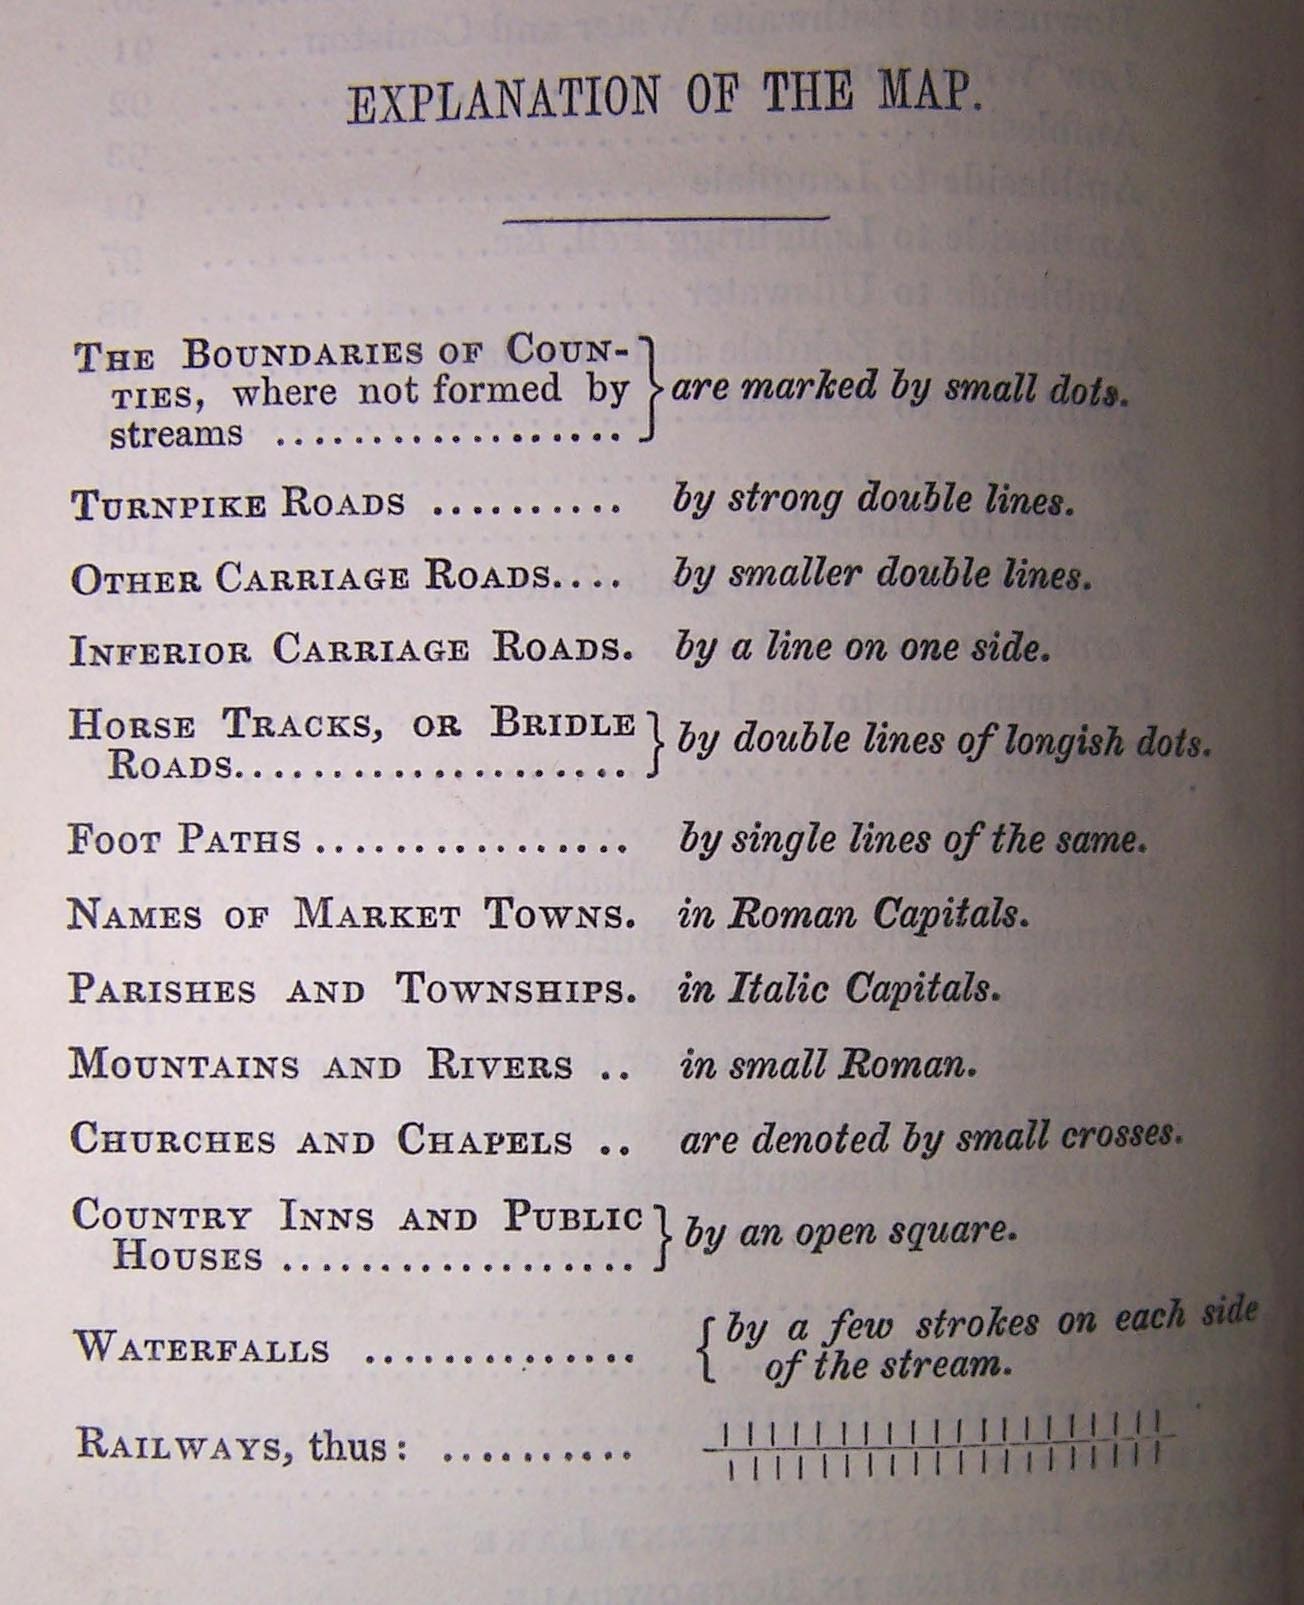 EXPLANATION OF THE MAP.
THE BOUNDARIES OF COUN-
TIES, where not formed by
streams .................. } are marked by small dots.
TURNPIKE ROADS .......... by strong double lines.
OTHER CARRIAGE ROADS.... by smaller double lines.
INFERIOR CARRIAGE ROADS. by a line on one side.
HORSE TRACKS, OR BRIDLE
ROADS.................... } by double lines of longish dots.
FOOT PATHS ................ by single lines of the same.
NAMES OF MARKET TOWNS. in Roman Capitals.
PARISHES AND TOWNSHIPS. in Italic Capitals.
MOUNTAINS AND RIVERS .. in small Roman.
CHURCHES AND CHAPELS .. are denoted by small crosses.
COUNTRY INNS AND PUBLIC
HOUSES .................. } by an open square.
WATERFALLS .............. { by a few strokes on each side
of the stream.
RAILWAYS, thus: ..........